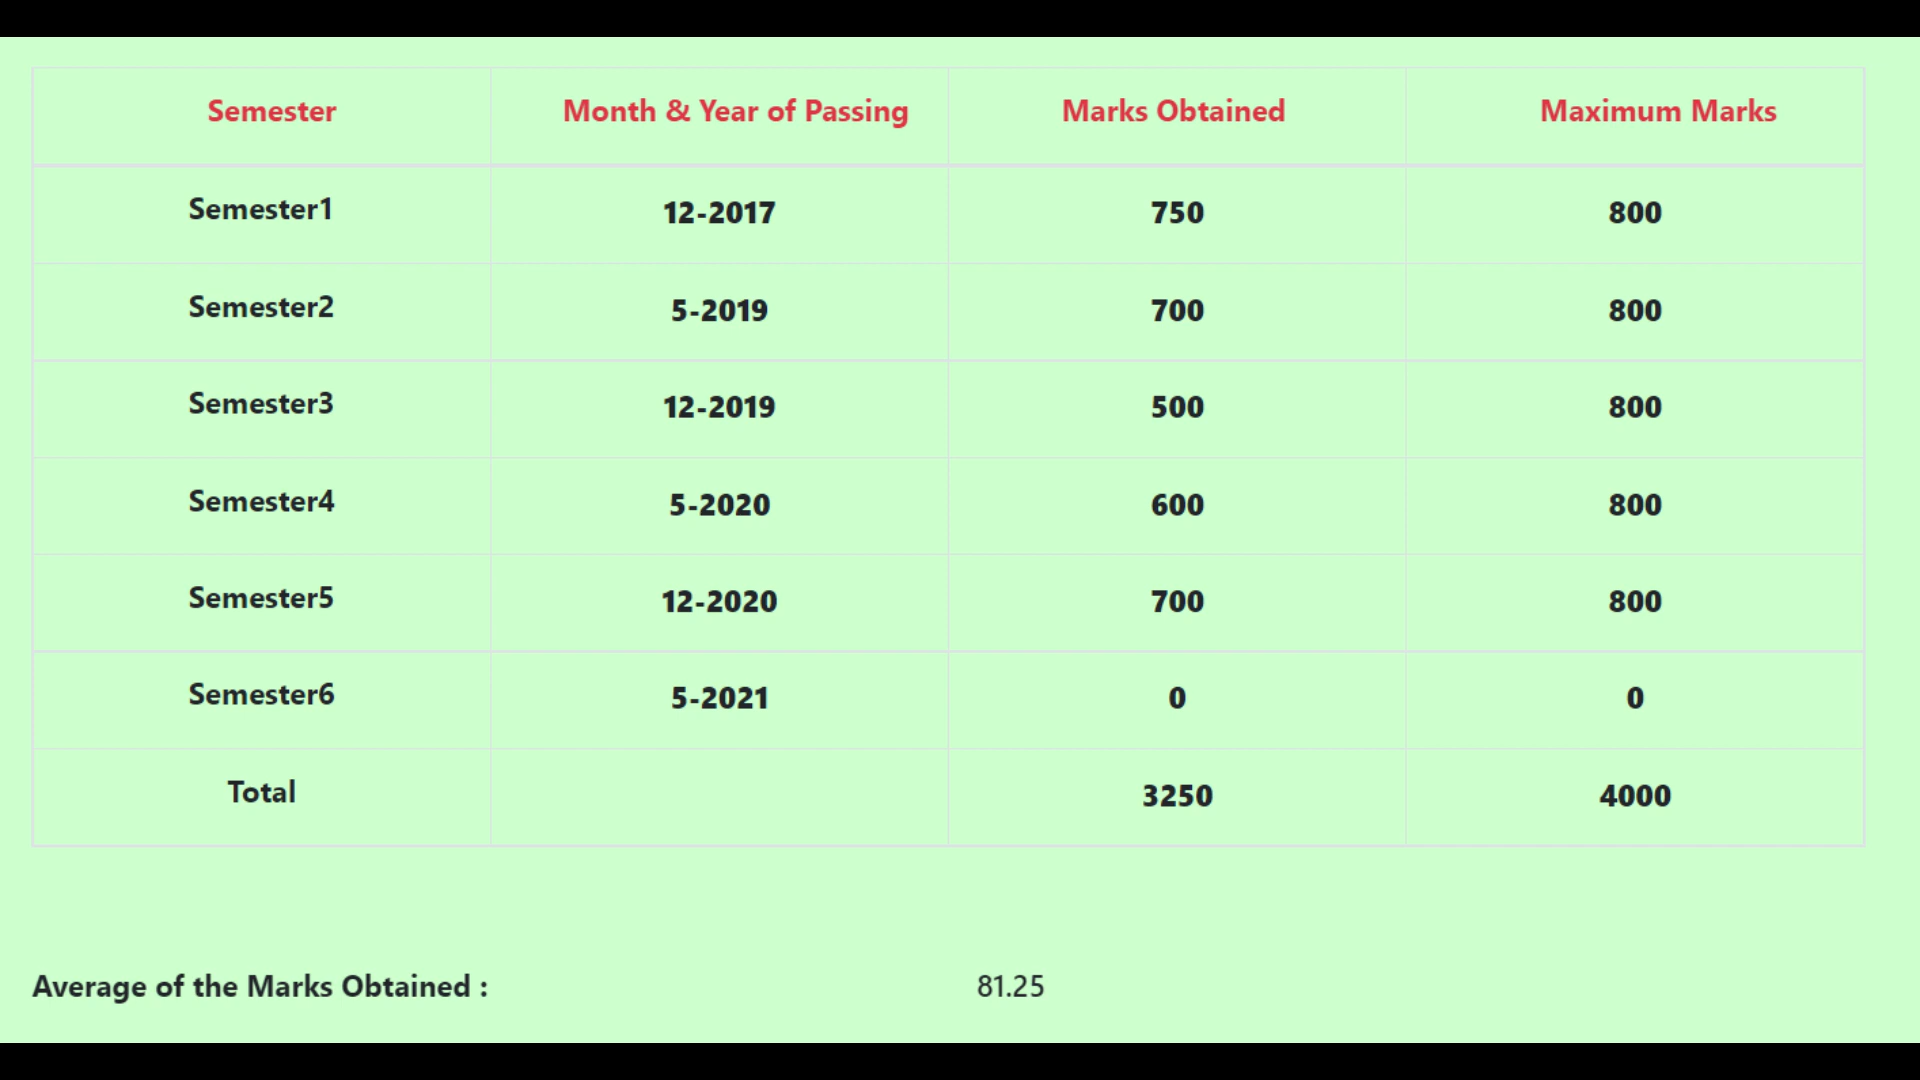 Semester Month & Year of Passing Marks Obtained Maximum Marks
Semester1 12-2017 750 800
Semester2 5-2019 700 800
Semester3 12-2019 500 800
Semester4 5-2020 600 800
Semester5 12-2020 700 800
Semester6 5-2021 0 0
Total 3250 4000
Average of the Marks Obtained : 81.25